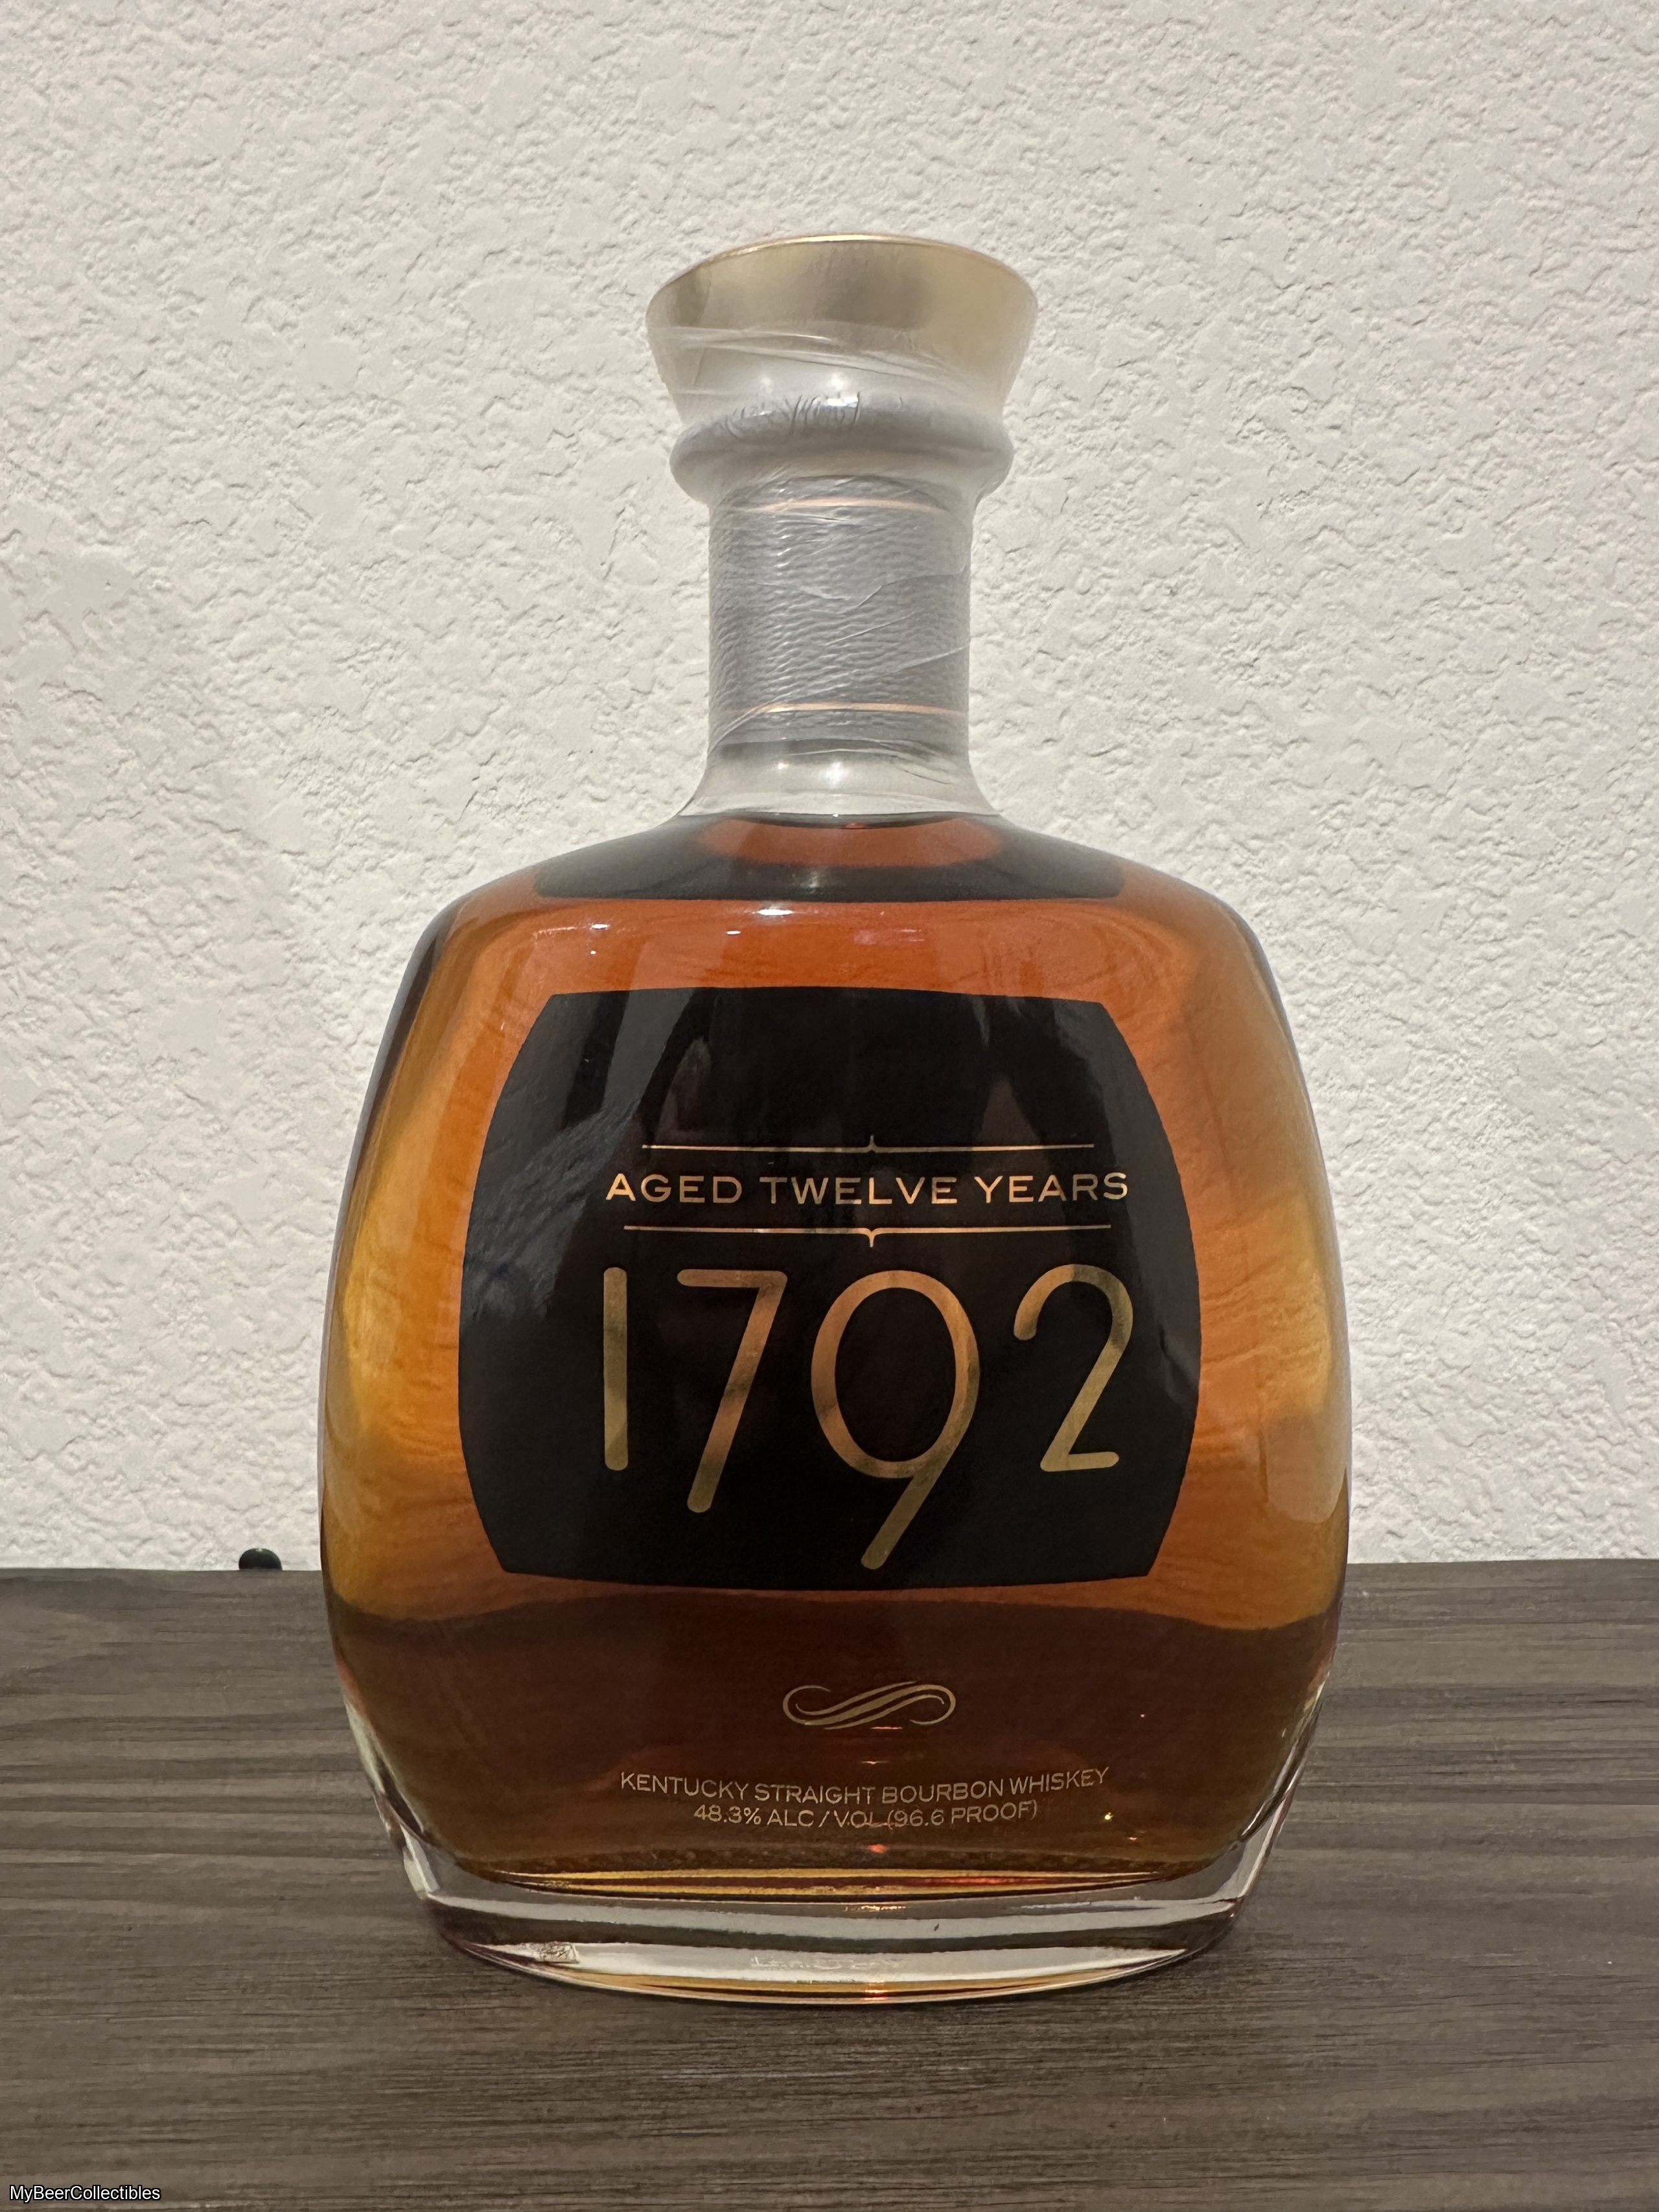 AGED TWELVE YEARS
1792
KENTUCKY STRAIGHT BOURBON WHISKEY
48.3% ALC / VOL (96.6 PROOF)
MyBeerCollectibles